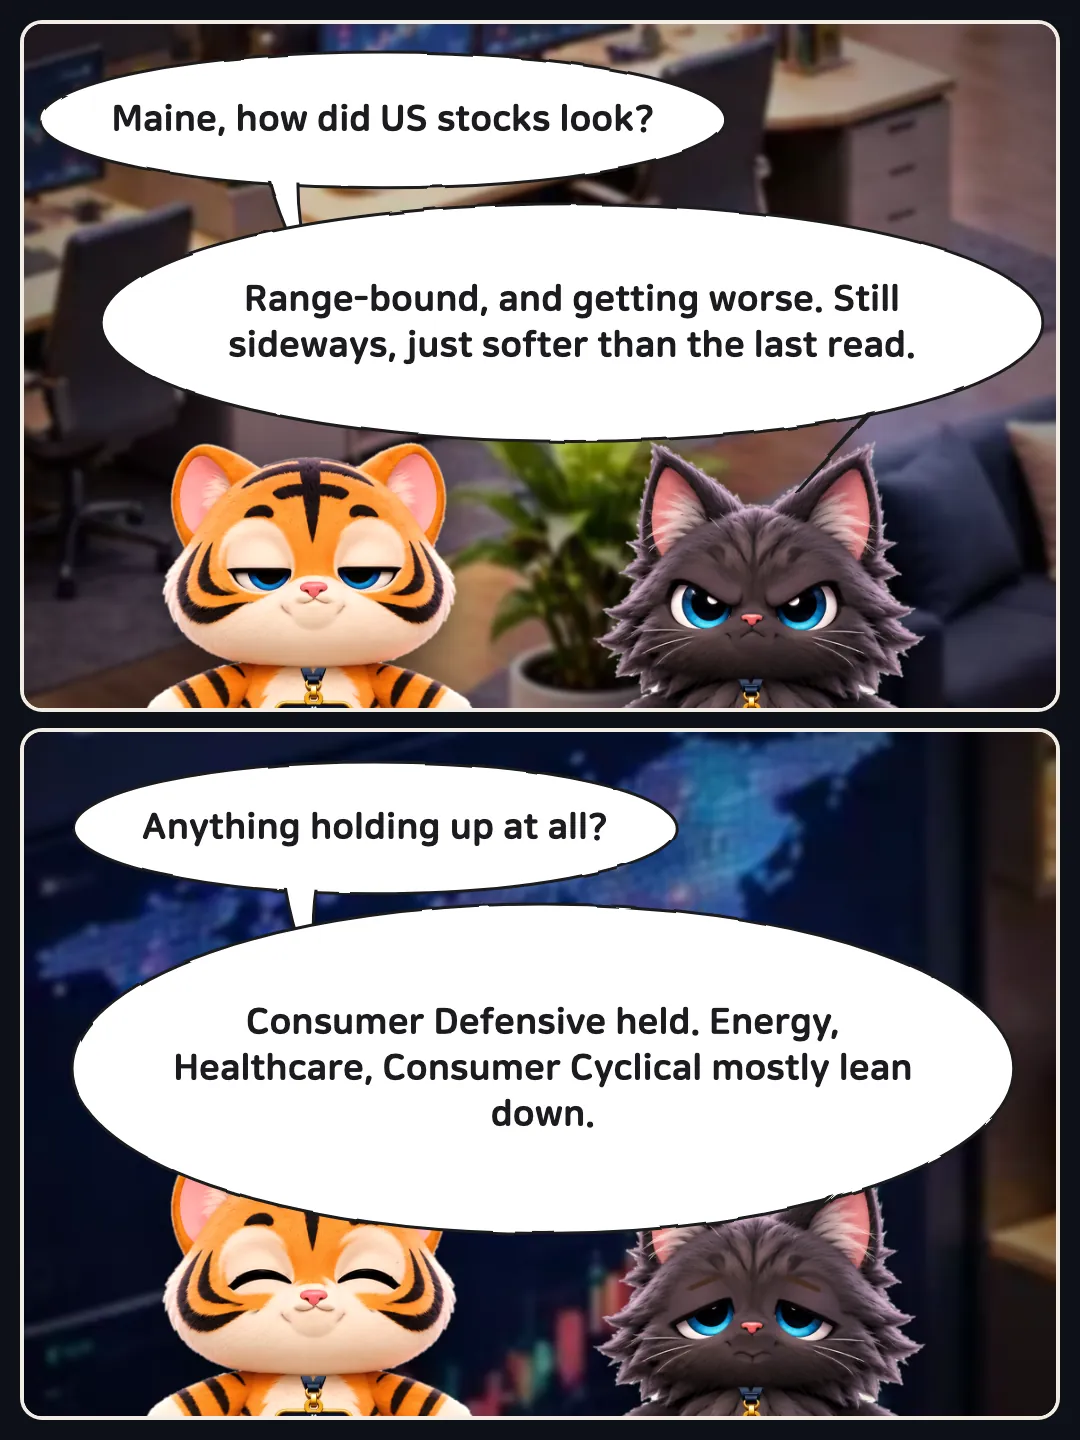 Maine, how did US stocks look?
Range-bound, and getting worse. Still
sideways, just softer than the last read.
Anything holding up at all?
Consumer Defensive held. Energy,
Healthcare, Consumer Cyclical mostly lean
down.